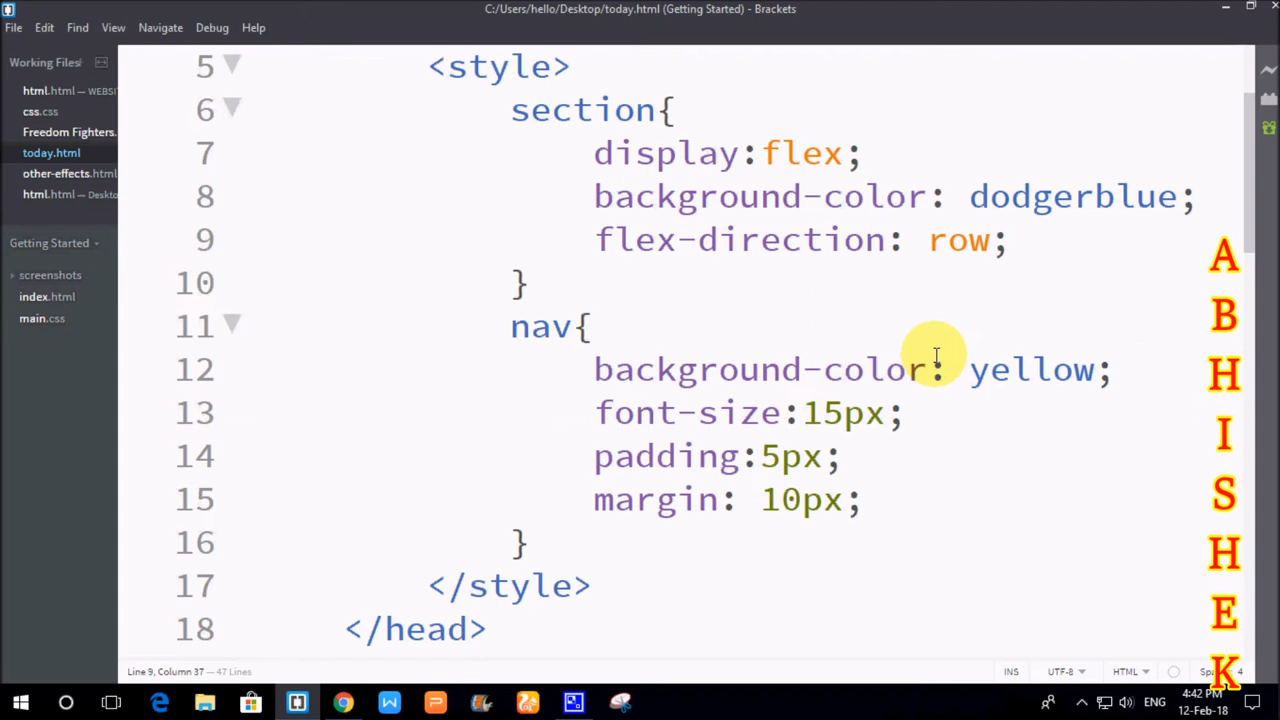 C:/Users/hello/Desktop/today.html (Getting Started) - Brackets
File Edit Find View Navigate Debug Help
Working Files
html.html — WEBSI
css.css
Freedom Fighters.
today.html
other-effects.html
html.html — Deskto
Getting Started
screenshots
index.html
main.css
5 <style>
6 section{
7 display:flex;
8 background-color: dodgerblue;
9 flex-direction: row;
10 }
11 nav{
12 background-color: yellow;
13 font-size:15px;
14 padding:5px;
15 margin: 10px;
16 }
17 </style>
18 </head>
A
B
H
I
S
H
E
K
Line 9, Column 37 — 47 Lines
INS UTF-8 HTML Sp 4
ENG
4:42 PM
12-Feb-18